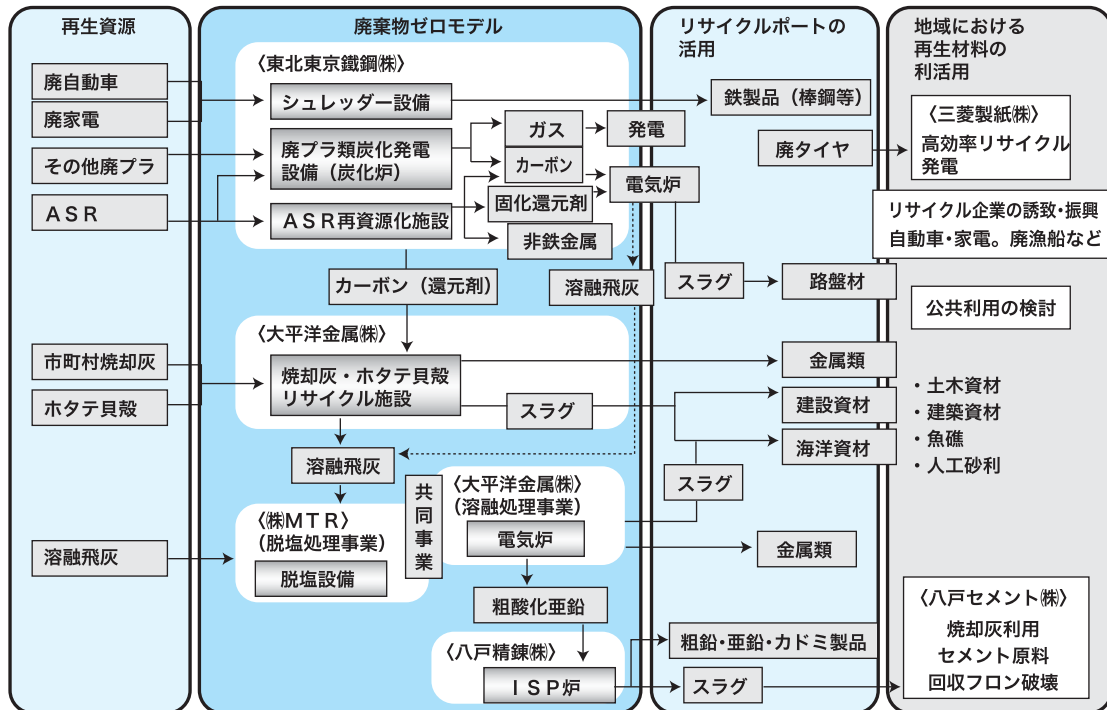 再生資源
廃自動車
廃家電
その他廃プラ
ASR
市町村焼却灰
ホタテ貝殻
溶融飛灰
廃棄物ゼロモデル
〈東北東京鐵鋼㈱〉
シュレッダー設備
廃プラ類炭化発電
設備（炭化炉）
ASR再資源化施設
ガス
発電
カーボン
電気炉
固化還元剤
非鉄金属
カーボン（還元剤）
溶融飛灰
〈大平洋金属㈱〉
焼却灰・ホタテ貝殻
リサイクル施設
スラグ
溶融飛灰
共同事業
〈大平洋金属㈱〉
（溶融処理事業）
電気炉
〈㈱MTR〉
（脱塩処理事業）
脱塩設備
粗酸化亜鉛
〈八戸精錬㈱〉
ISP炉
リサイクルポートの
活用
鉄製品（棒鋼等）
廃タイヤ
スラグ
路盤材
金属類
建設資材
海洋資材
スラグ
金属類
粗鉛・亜鉛・カドミ製品
スラグ
地域における
再生材料の
利活用
〈三菱製紙㈱〉
高効率リサイクル
発電
リサイクル企業の誘致・振興
自動車・家電。廃漁船など
公共利用の検討
・土木資材
・建築資材
・魚礁
・人工砂利
〈八戸セメント㈱〉
焼却灰利用
セメント原料
回収フロン破壊